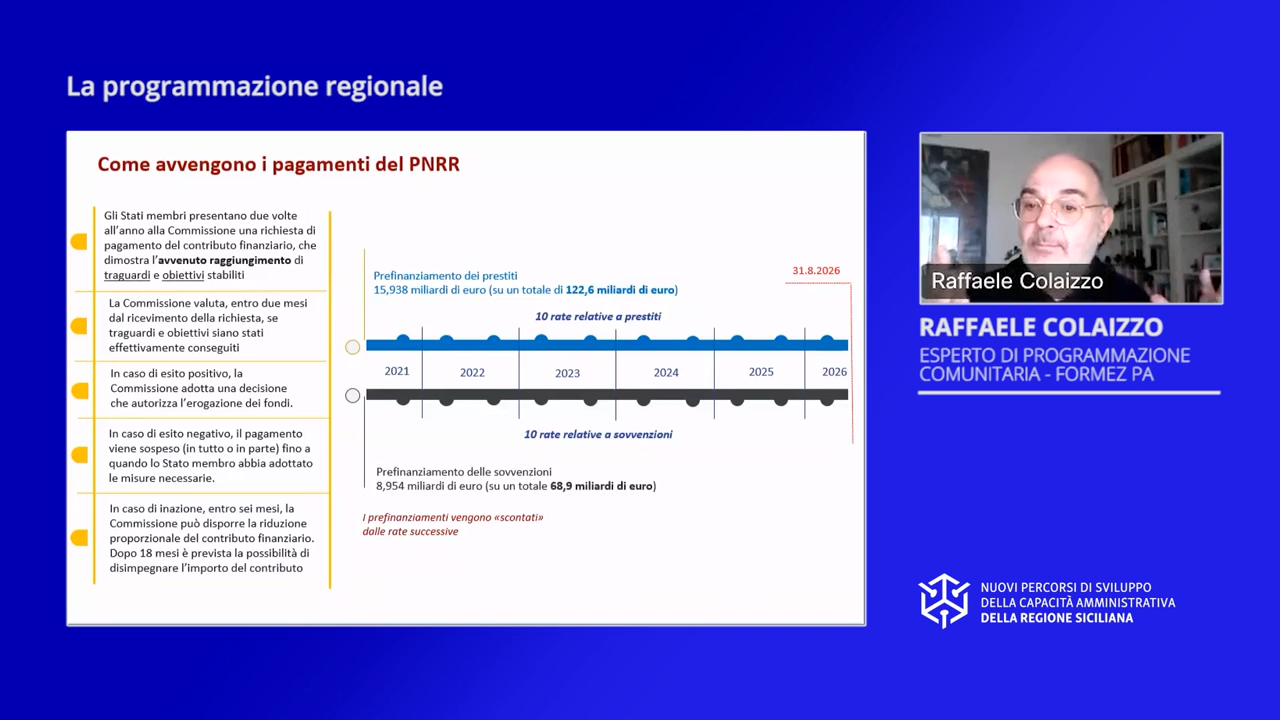 La programmazione regionale
Come avvengono i pagamenti del PNRR
Gli Stati membri presentano due volte
all’anno alla Commissione una richiesta di
pagamento del contributo finanziario, che
dimostra l’avvenuto raggiungimento di
traguardi e obiettivi stabiliti
La Commissione valuta, entro due mesi
dal ricevimento della richiesta, se
traguardi e obiettivi siano stati
effettivamente conseguiti
In caso di esito positivo, la
Commissione adotta una decisione
che autorizza l’erogazione dei fondi.
In caso di esito negativo, il pagamento
viene sospeso (in tutto o in parte) fino a
quando lo Stato membro abbia adottato
le misure necessarie.
In caso di inazione, entro sei mesi, la
Commissione può disporre la riduzione
proporzionale del contributo finanziario.
Dopo 18 mesi è prevista la possibilità di
disimpegnare l’importo del contributo
31.8.2026
Prefinanziamento dei prestiti
15,938 miliardi di euro (su un totale di 122,6 miliardi di euro)
10 rate relative a prestiti
2021 2022 2023 2024 2025 2026
10 rate relative a sovvenzioni
Prefinanziamento delle sovvenzioni
8,954 miliardi di euro (su un totale 68,9 miliardi di euro)
I prefinanziamenti vengono «scontati»
dalle rate successive
Raffaele Colaizzo
RAFFAELE COLAIZZO
ESPERTO DI PROGRAMMAZIONE
COMUNITARIA - FORMEZ PA
NUOVI PERCORSI DI SVILUPPO
DELLA CAPACITÀ AMMINISTRATIVA
DELLA REGIONE SICILIANA